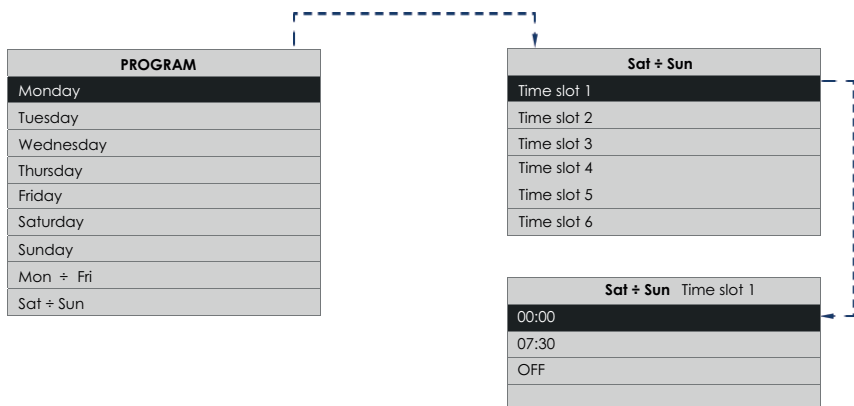 PROGRAM
Monday
Tuesday
Wednesday
Thursday
Friday
Saturday
Sunday
Mon ÷ Fri
Sat ÷ Sun
Sat ÷ Sun
Time slot 1
Time slot 2
Time slot 3
Time slot 4
Time slot 5
Time slot 6
Sat ÷ Sun Time slot 1
00:00
07:30
OFF